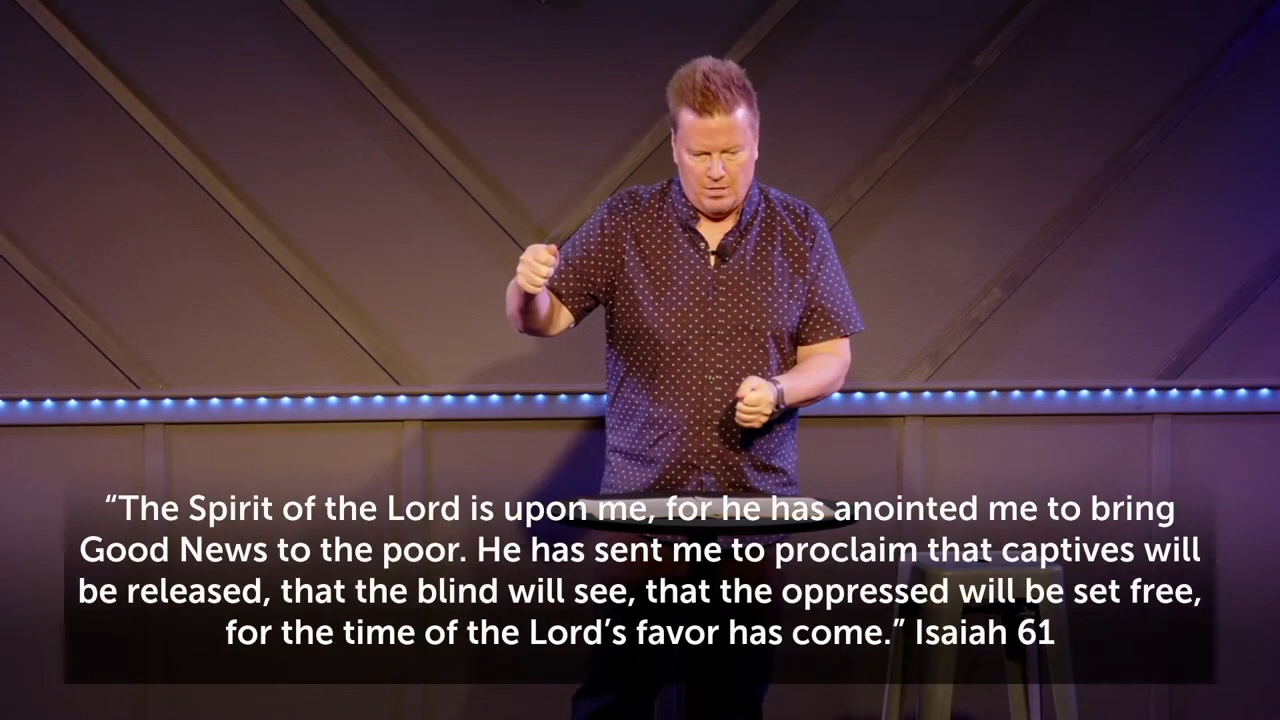 “The Spirit of the Lord is upon me, for he has anointed me to bring
Good News to the poor. He has sent me to proclaim that captives will
be released, that the blind will see, that the oppressed will be set free,
for the time of the Lord’s favor has come.” Isaiah 61